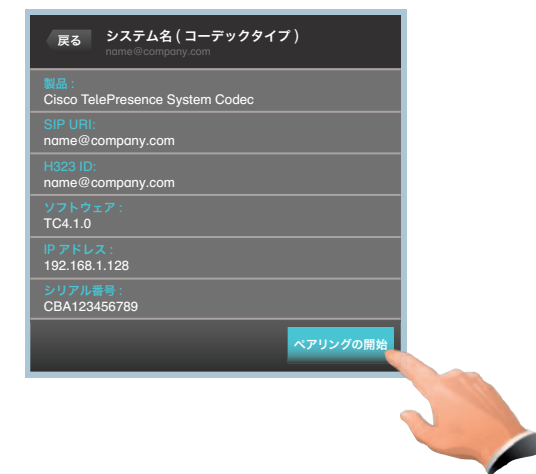 戻る
システム名 ( コーデックタイプ )
name@company.com
製品 :
Cisco TelePresence System Codec
SIP URI:
name@company.com
H323 ID:
name@company.com
ソフトウェア :
TC4.1.0
IP アドレス :
192.168.1.128
シリアル番号 :
CBA123456789
ペアリングの開始